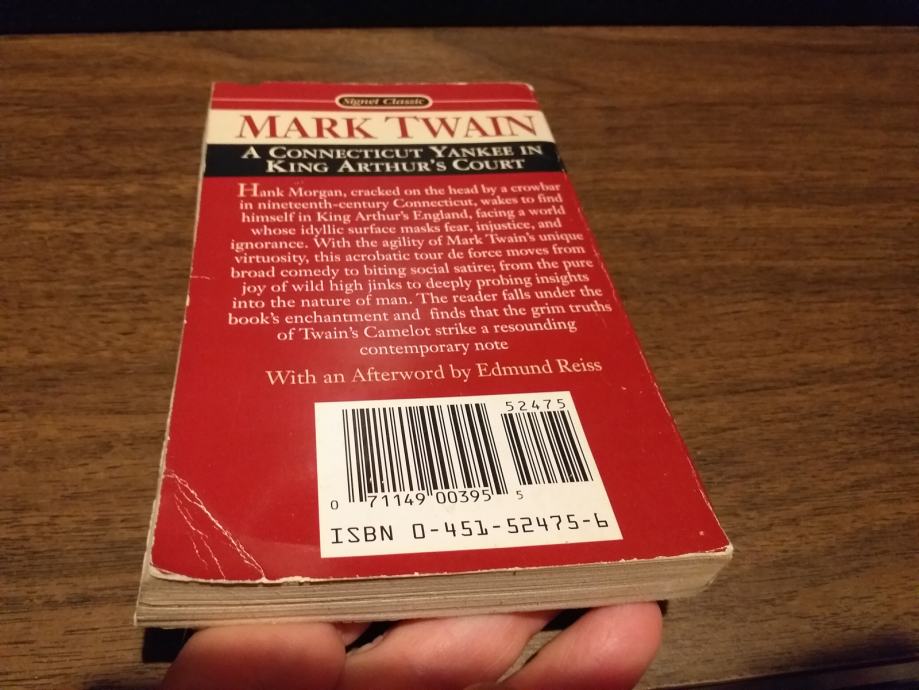 Signet Classic
MARK TWAIN
A CONNECTICUT YANKEE IN
KING ARTHUR'S COURT
Hank Morgan, cracked on the head by a crowbar
in nineteenth-century Connecticut, wakes to find
himself in King Arthur's England, facing a world
whose idyllic surface masks fear, injustice, and
ignorance. With the agility of Mark Twain's unique
virtuosity, this acrobatic tour de force moves from
broad comedy to biting social satire; from the pure
joy of wild high jinks to deeply probing insights
into the nature of man. The reader falls under the
book's enchantment and finds that the grim truths
of Twain's Camelot strike a resounding
contemporary note
With an Afterword by Edmund Reiss
52475
0 71149 00395 5
ISBN 0-451-52475-6